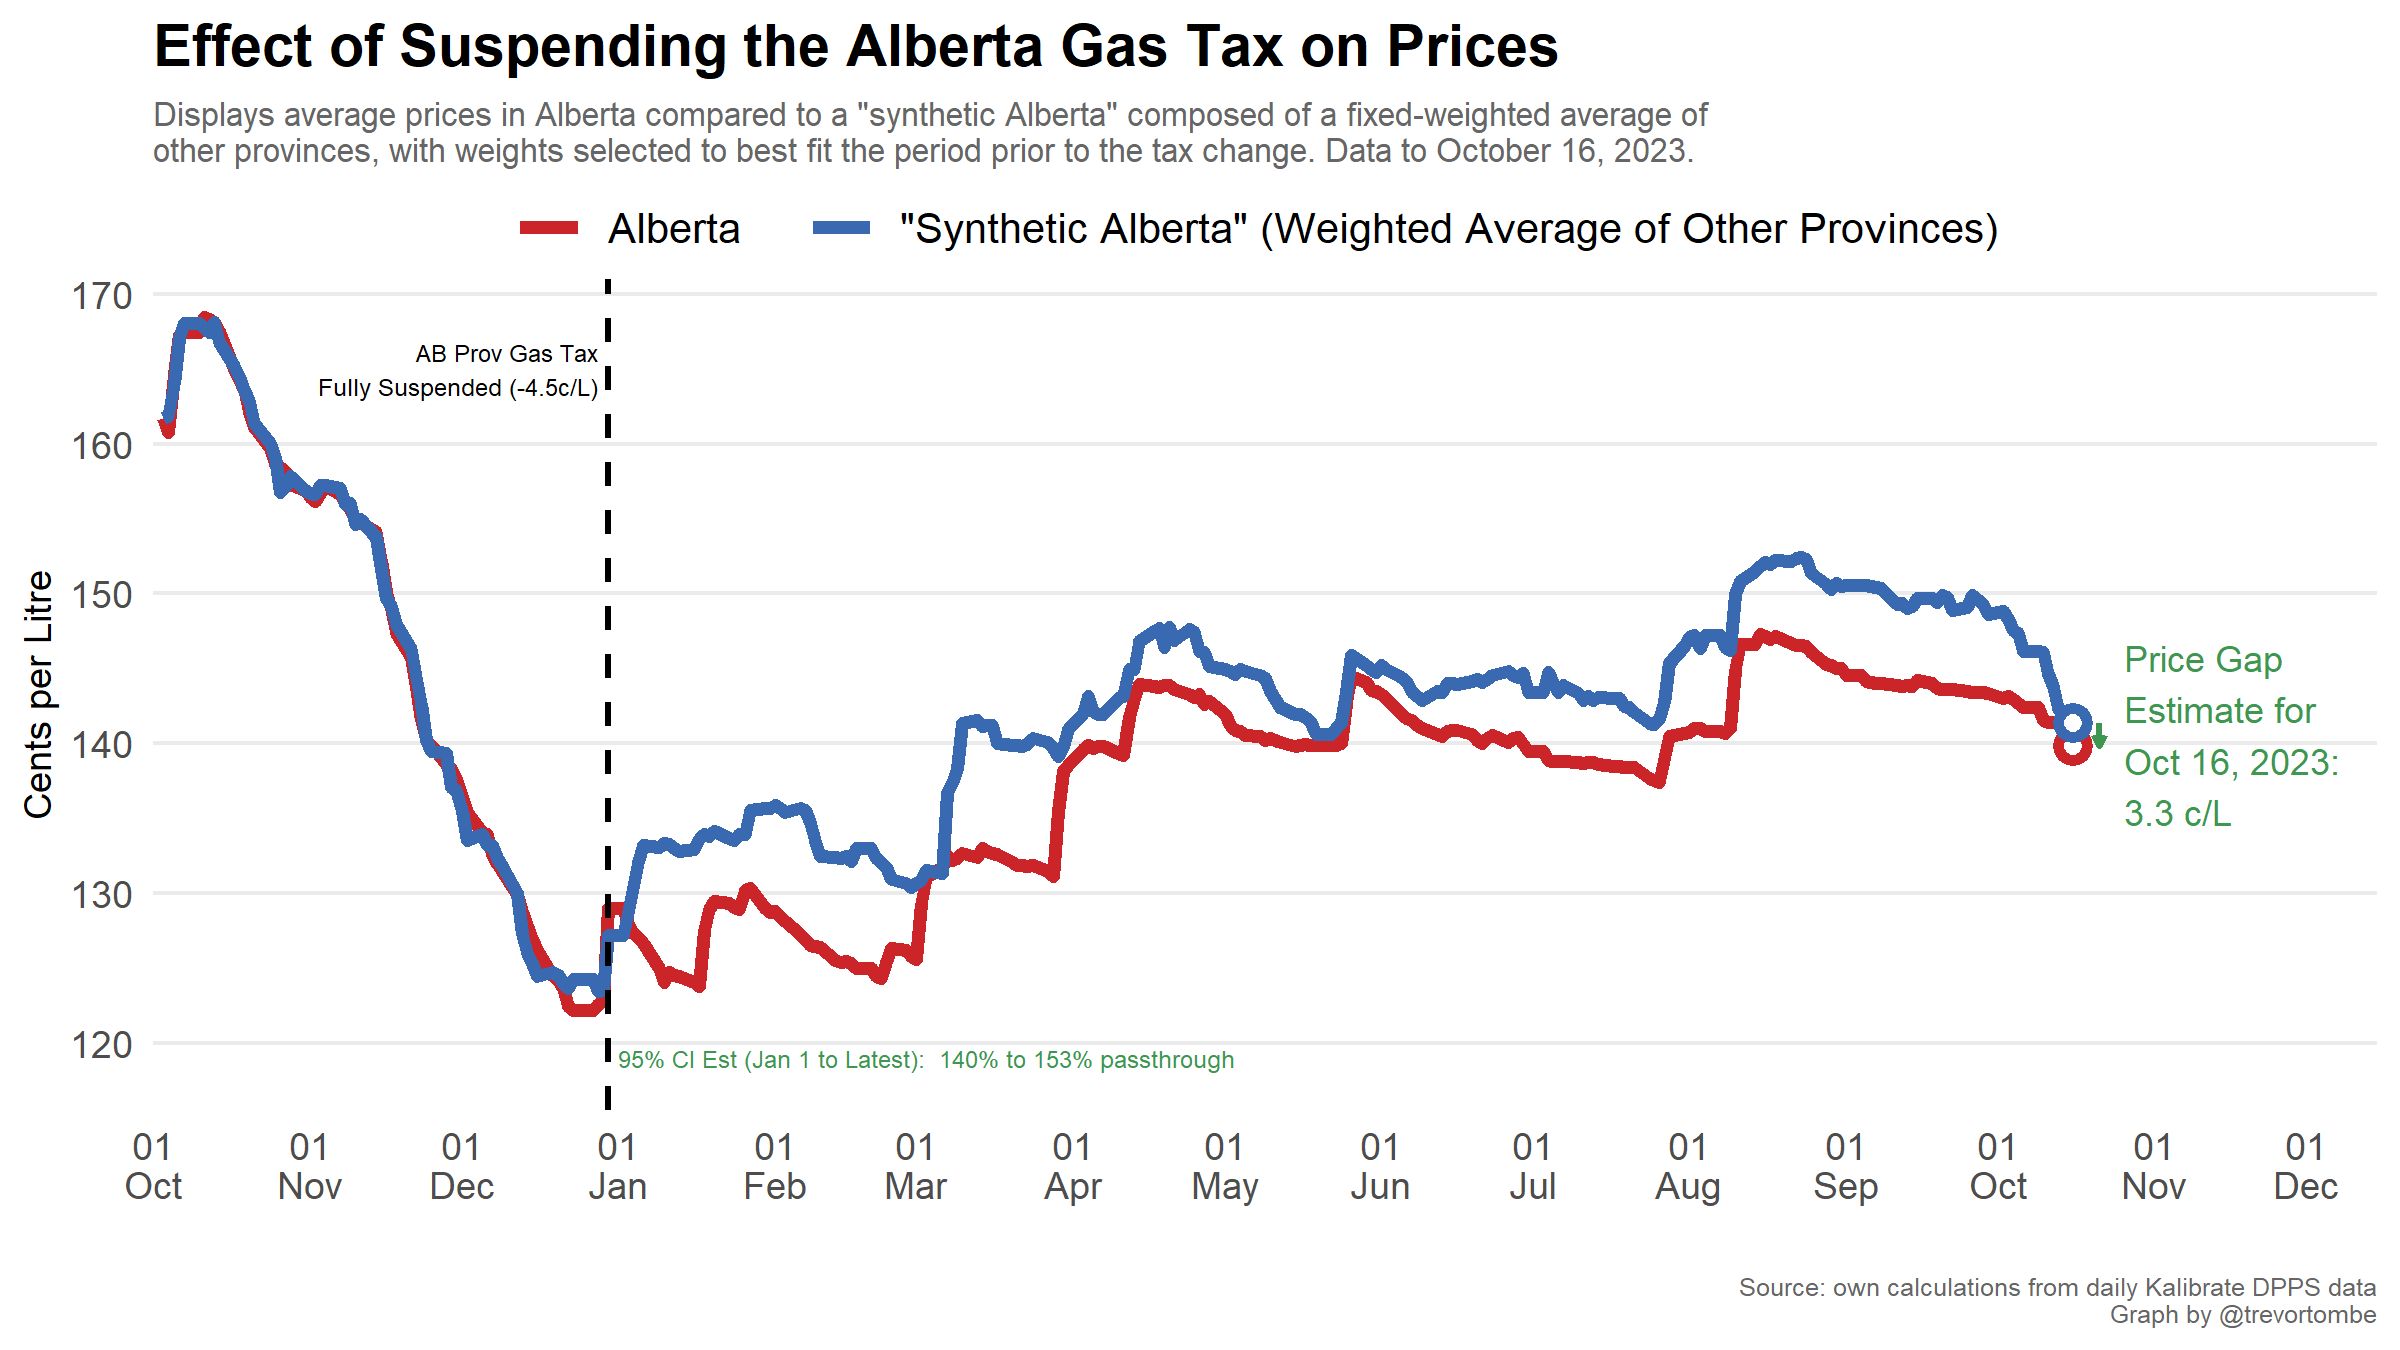 Effect of Suspending the Alberta Gas Tax on Prices
Displays average prices in Alberta compared to a "synthetic Alberta" composed of a fixed-weighted average of
other provinces, with weights selected to best fit the period prior to the tax change. Data to October 16, 2023.
Alberta
"Synthetic Alberta" (Weighted Average of Other Provinces)
Cents per Litre
170
160
150
140
130
120
AB Prov Gas Tax
Fully Suspended (-4.5c/L)
Price Gap
Estimate for
Oct 16, 2023:
3.3 c/L
95% CI Est (Jan 1 to Latest):  140% to 153% passthrough
01 01 01 01 01 01 01 01 01 01 01 01 01 01 01
Oct Nov Dec Jan Feb Mar Apr May Jun Jul Aug Sep Oct Nov Dec
Source: own calculations from daily Kalibrate DPPS data
Graph by @trevortombe